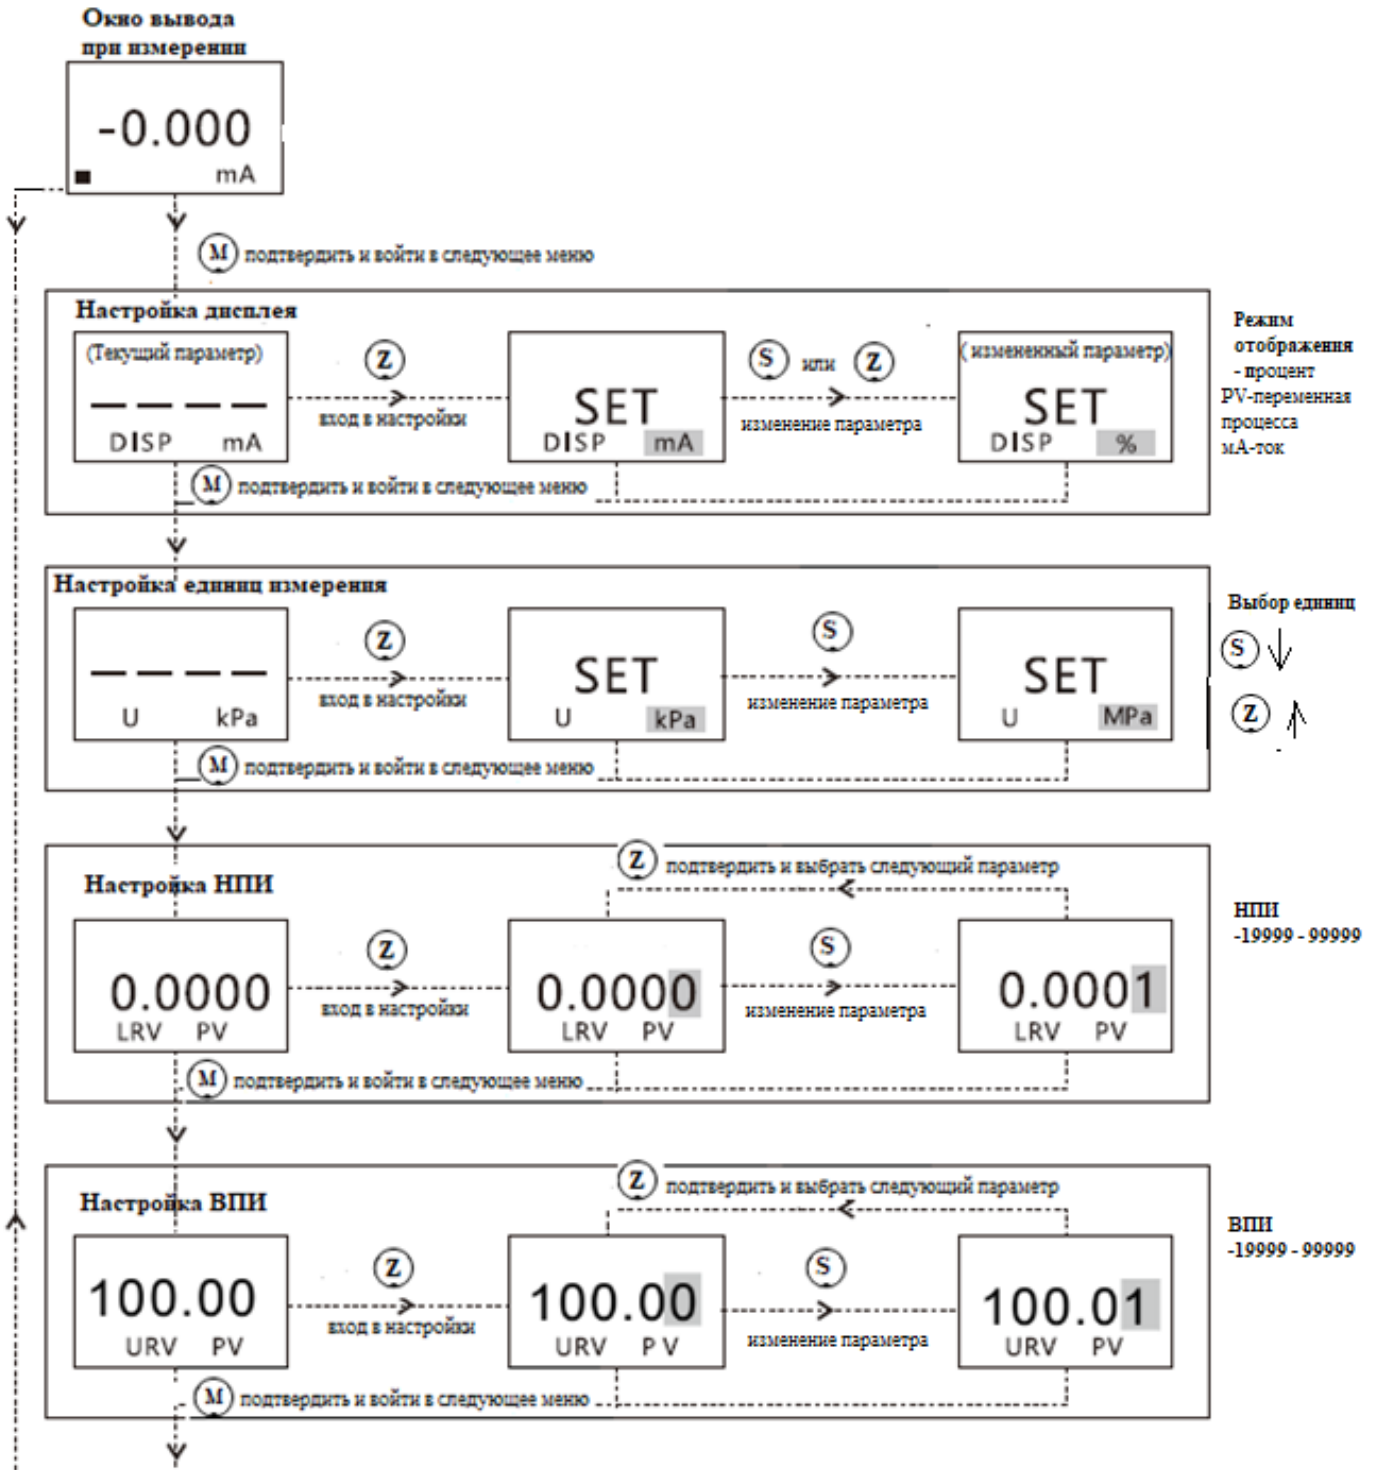 Окно вывода
при измерении
-0.000
mA
M подтвердить и войти в следующее меню
Настройка дисплея
(Текущий параметр)
DISP mA
Z
вход в настройки
SET
DISP mA
S или Z
изменение параметра
( измененный параметр)
SET
DISP %
M подтвердить и войти в следующее меню
Режим
отображения
- процент
PV-переменная
процесса
мА-ток
Настройка единиц измерения
U kPa
Z
вход в настройки
SET
U kPa
S
изменение параметра
SET
U MPa
M подтвердить и войти в следующее меню
Выбор единиц
S
Z
Настройка НПИ
Z подтвердить и выбрать следующий параметр
0.0000
LRV PV
Z
вход в настройки
0.0000
LRV PV
S
изменение параметра
0.0001
LRV PV
M подтвердить и войти в следующее меню
НПИ
-19999 - 99999
Настройка ВПИ
Z подтвердить и выбрать следующий параметр
100.00
URV PV
Z
вход в настройки
100.00
URV P V
S
изменение параметра
100.01
URV PV
M подтвердить и войти в следующее меню
ВПИ
-19999 - 99999